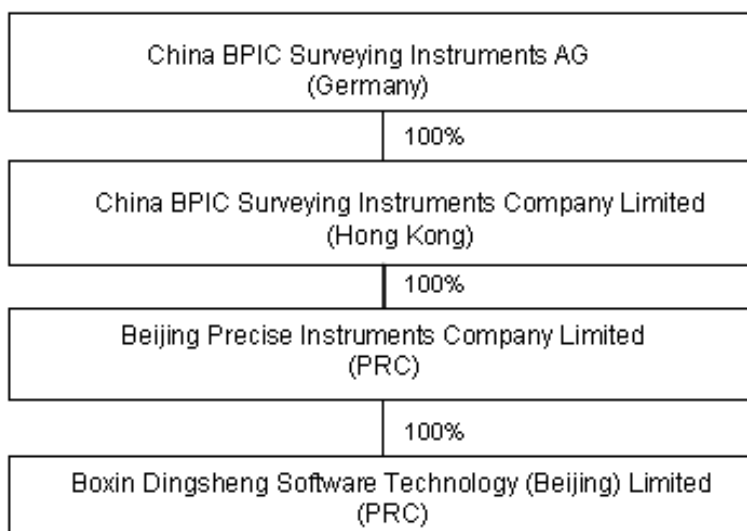 China BPIC Surveying Instruments AG
(Germany)
100%
China BPIC Surveying Instruments Company Limited
(Hong Kong)
100%
Beijing Precise Instruments Company Limited
(PRC)
100%
Boxin Dingsheng Software Technology (Beijing) Limited
(PRC)